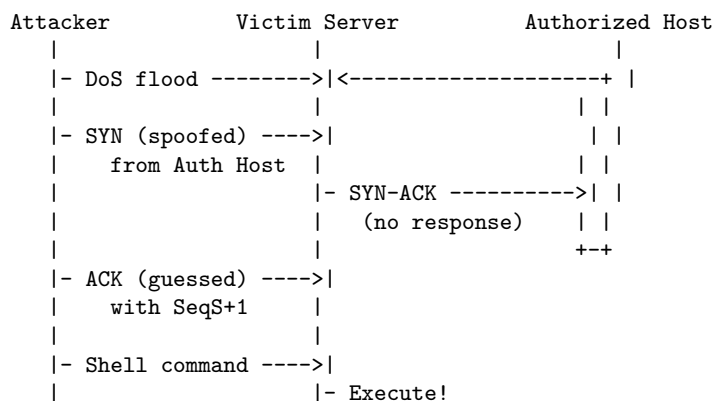 Attacker          Victim Server          Authorized Host
   |                    |                        |
   |- DoS flood -------->|<--------------------+ |
   |                    |                    | |
   |- SYN (spoofed) ---->|                     | |
   |    from Auth Host  |                    | |
   |                    |- SYN-ACK ---------->| |
   |                    |   (no response)    | |
   |                    |                    +-+
   |- ACK (guessed) ---->|
   |    with SeqS+1     |
   |                    |
   |- Shell command ---->|
   |                    |- Execute!